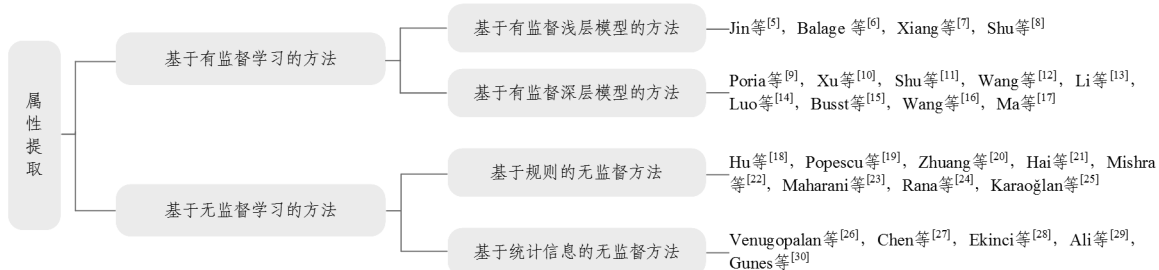 属性提取
基于有监督学习的方法
基于有监督浅层模型的方法
Jin等[5]， Balage 等[6]， Xiang等[7]， Shu等[8]
基于有监督深层模型的方法
Poria等[9]， Xu等[10]， Shu等[11]， Wang等[12]， Li等[13]，
Luo等[14]， Busst等[15]， Wang等[16]， Ma等[17]
基于无监督学习的方法
基于规则的无监督方法
Hu等[18]， Popescu等[19]， Zhuang等[20]， Hai等[21]， Mishra
等[22]， Maharani等[23]， Rana等[24]， Karaoğlan等[25]
基于统计信息的无监督方法
Venugopalan等[26]， Chen等[27]， Ekinci等[28]， Ali等[29]，
Gunes等[30]